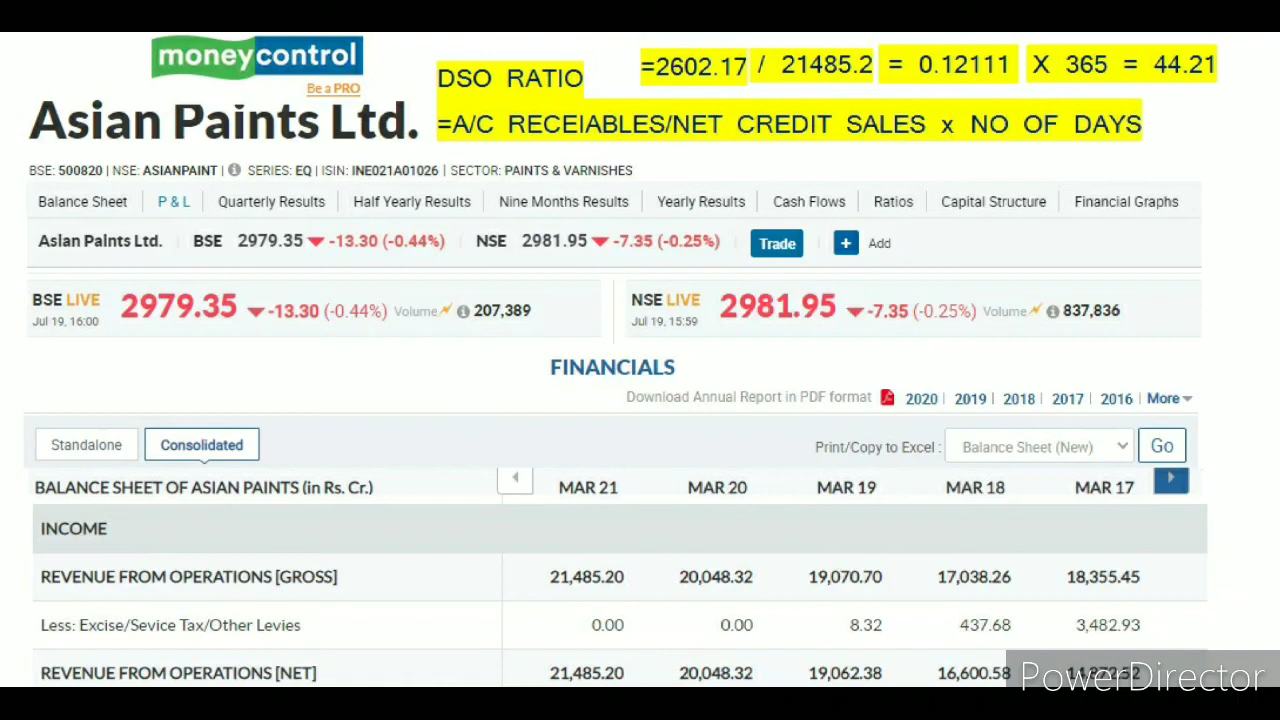 moneycontrol
Be a PRO
=2602.17 / 21485.2 = 0.12111 X 365 = 44.21
DSO RATIO
Asian Paints Ltd. =A/C RECEIABLES/NET CREDIT SALES x NO OF DAYS
BSE: 500820 | NSE: ASIANPAINT | SERIES: EQ | ISIN: INE021A01026 | SECTOR: PAINTS & VARNISHES
Balance Sheet P & L Quarterly Results Half Yearly Results Nine Months Results Yearly Results Cash Flows Ratios Capital Structure Financial Graphs
Asian Paints Ltd. BSE 2979.35 -13.30 (-0.44%) NSE 2981.95 -7.35 (-0.25%) Trade + Add
BSE LIVE 2979.35 -13.30 (-0.44%) Volume 207,389
Jul 19, 16:00
NSE LIVE 2981.95 -7.35 (-0.25%) Volume 837,836
Jul 19, 15:59
FINANCIALS
Download Annual Report in PDF format 2020 | 2019 | 2018 | 2017 | 2016 | More
Standalone Consolidated Print/Copy to Excel : Balance Sheet (New) Go
BALANCE SHEET OF ASIAN PAINTS (in Rs. Cr.) MAR 21 MAR 20 MAR 19 MAR 18 MAR 17
INCOME
REVENUE FROM OPERATIONS [GROSS] 21,485.20 20,048.32 19,070.70 17,038.26 18,355.45
Less: Excise/Sevice Tax/Other Levies 0.00 0.00 8.32 437.68 3,482.93
REVENUE FROM OPERATIONS [NET] 21,485.20 20,048.32 19,062.38 16,600.58 14,872.52
PowerDirector